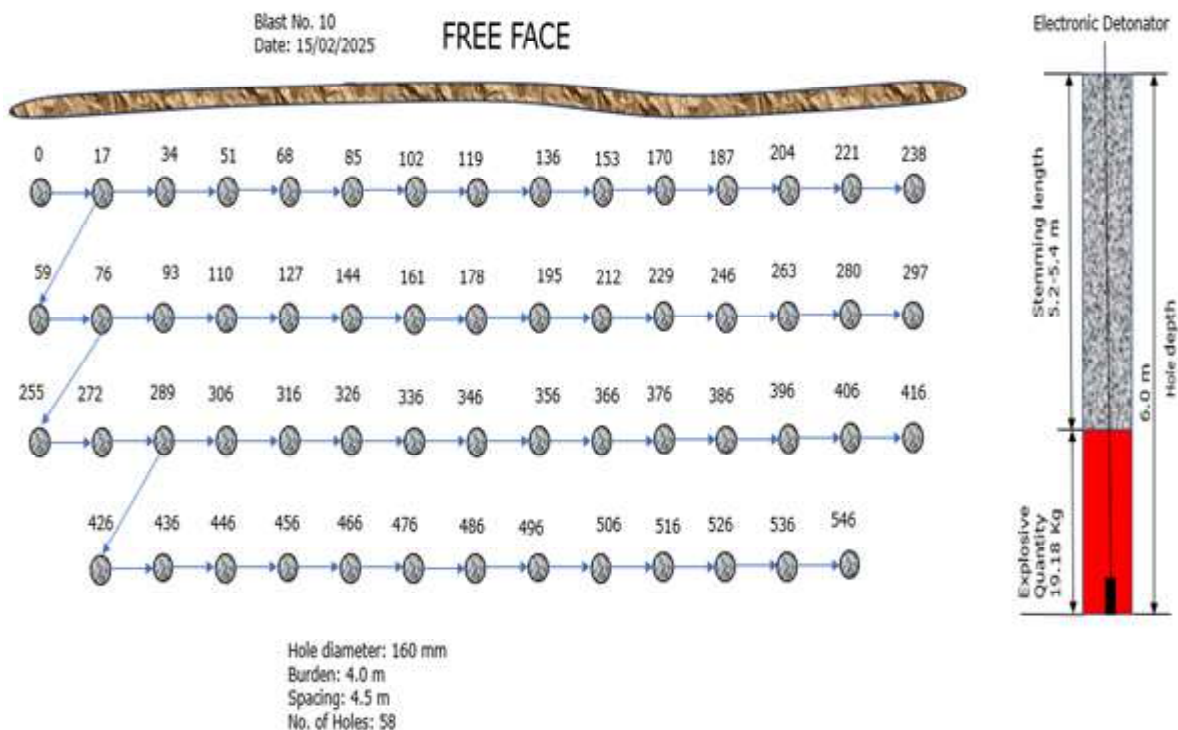 Blast No. 10
Date: 15/02/2025
FREE FACE
Electronic Detonator
0 17 34 51 68 85 102 119 136 153 170 187 204 221 238
59 76 93 110 127 144 161 178 195 212 229 246 263 280 297
255 272 289 306 316 326 336 346 356 366 376 386 396 406 416
426 436 446 456 466 476 486 496 506 516 526 536 546
Stemming length
5.2-5.4 m
Hole depth
6.0 m
Explosive
Quantity
19.18 Kg
Hole diameter: 160 mm
Burden: 4.0 m
Spacing: 4.5 m
No. of Holes: 58